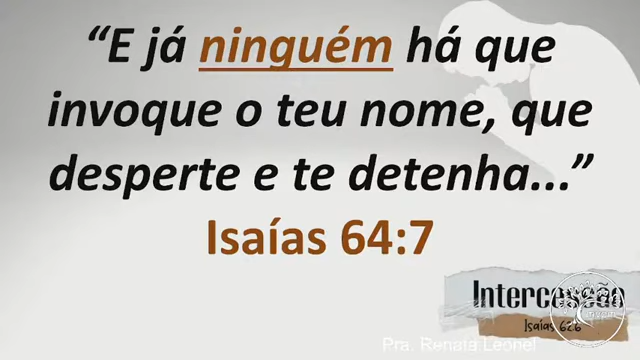 “E já ninguém há que
invoque o teu nome, que
desperte e te detenha...”
Isaías 64:7
Intercessão
Isaías 62:6
Pra. Renata Leonel